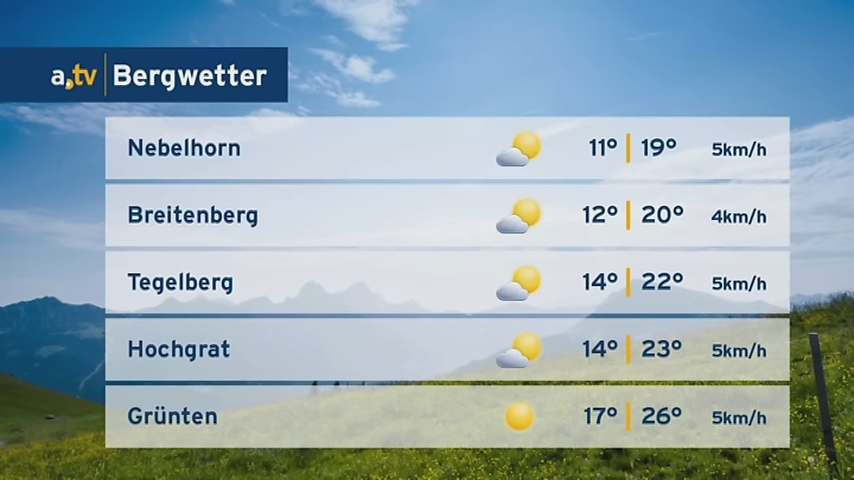 a.tv Bergwetter
Nebelhorn 11° 19° 5km/h
Breitenberg 12° 20° 4km/h
Tegelberg 14° 22° 5km/h
Hochgrat 14° 23° 5km/h
Grünten 17° 26° 5km/h